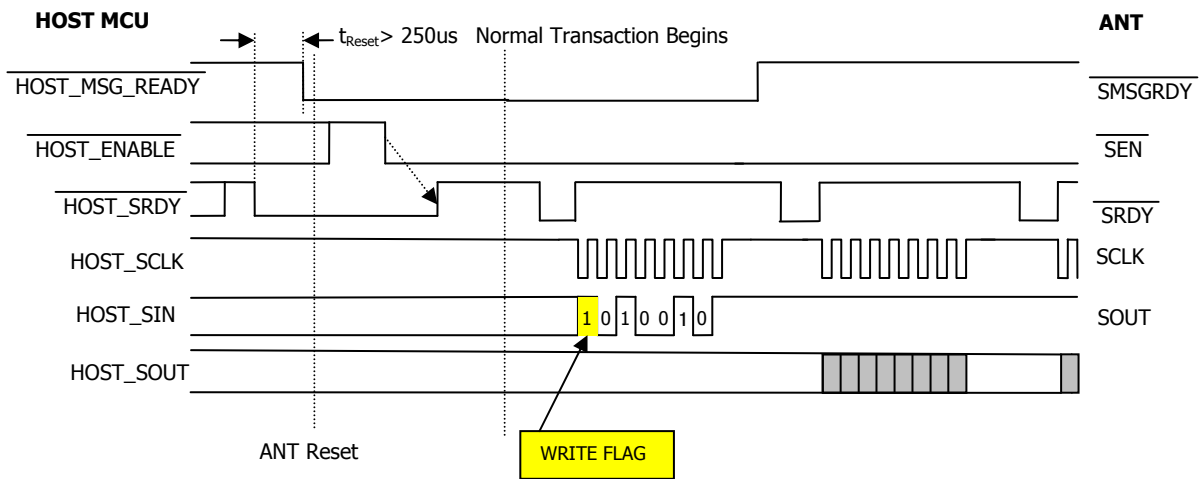 HOST MCU
tReset> 250us Normal Transaction Begins
ANT
HOST_MSG_READY
SMSGRDY
HOST_ENABLE
SEN
HOST_SRDY
SRDY
HOST_SCLK
SCLK
HOST_SIN
1 0 1 0 0 1 0
SOUT
HOST_SOUT
ANT Reset
WRITE FLAG